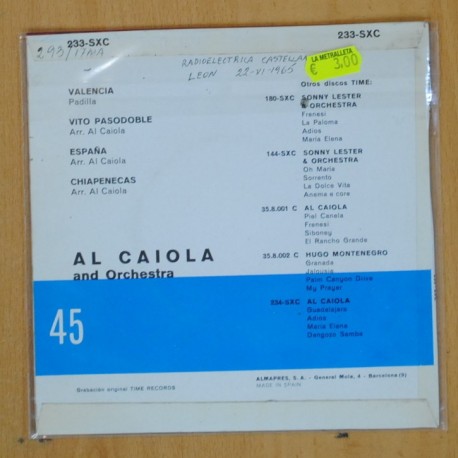 233-SXC
233-SXC
RADIOELECTRICA CASTELLA
LEON 22-VI-1965
LA METRALLETA
€ 3,00
VALENCIA
Padilla
VITO PASODOBLE
Arr. Al Caiola
ESPAÑA
Arr. Al Caiola
CHIAPENECAS
Arr. Al Caiola
AL CAIOLA
and Orchestra
45
Grabación original TIME RECORDS
Otros discos TIME:
180-SXC SONNY LESTER
& ORCHESTRA
Frenesi
La Paloma
Adios
Maria Elena
144-SXC SONNY LESTER
& ORCHESTRA
Oh Marie
Sorrento
La Dolce Vita
Anema e core
35.8.001 C AL CAIOLA
Piel Canela
Frenesi
Siboney
El Rancho Grande
35.8.002 C HUGO MONTENEGRO
Granada
Jalousie
Palm Canyon Drive
My Prayer
234-SXC AL CAIOLA
Guadalajara
Adios
Maria Elena
Dengozo Samba
ALMAPRES, S. A. - General Mola, 4 - Barcelona (9)
MADE IN SPAIN